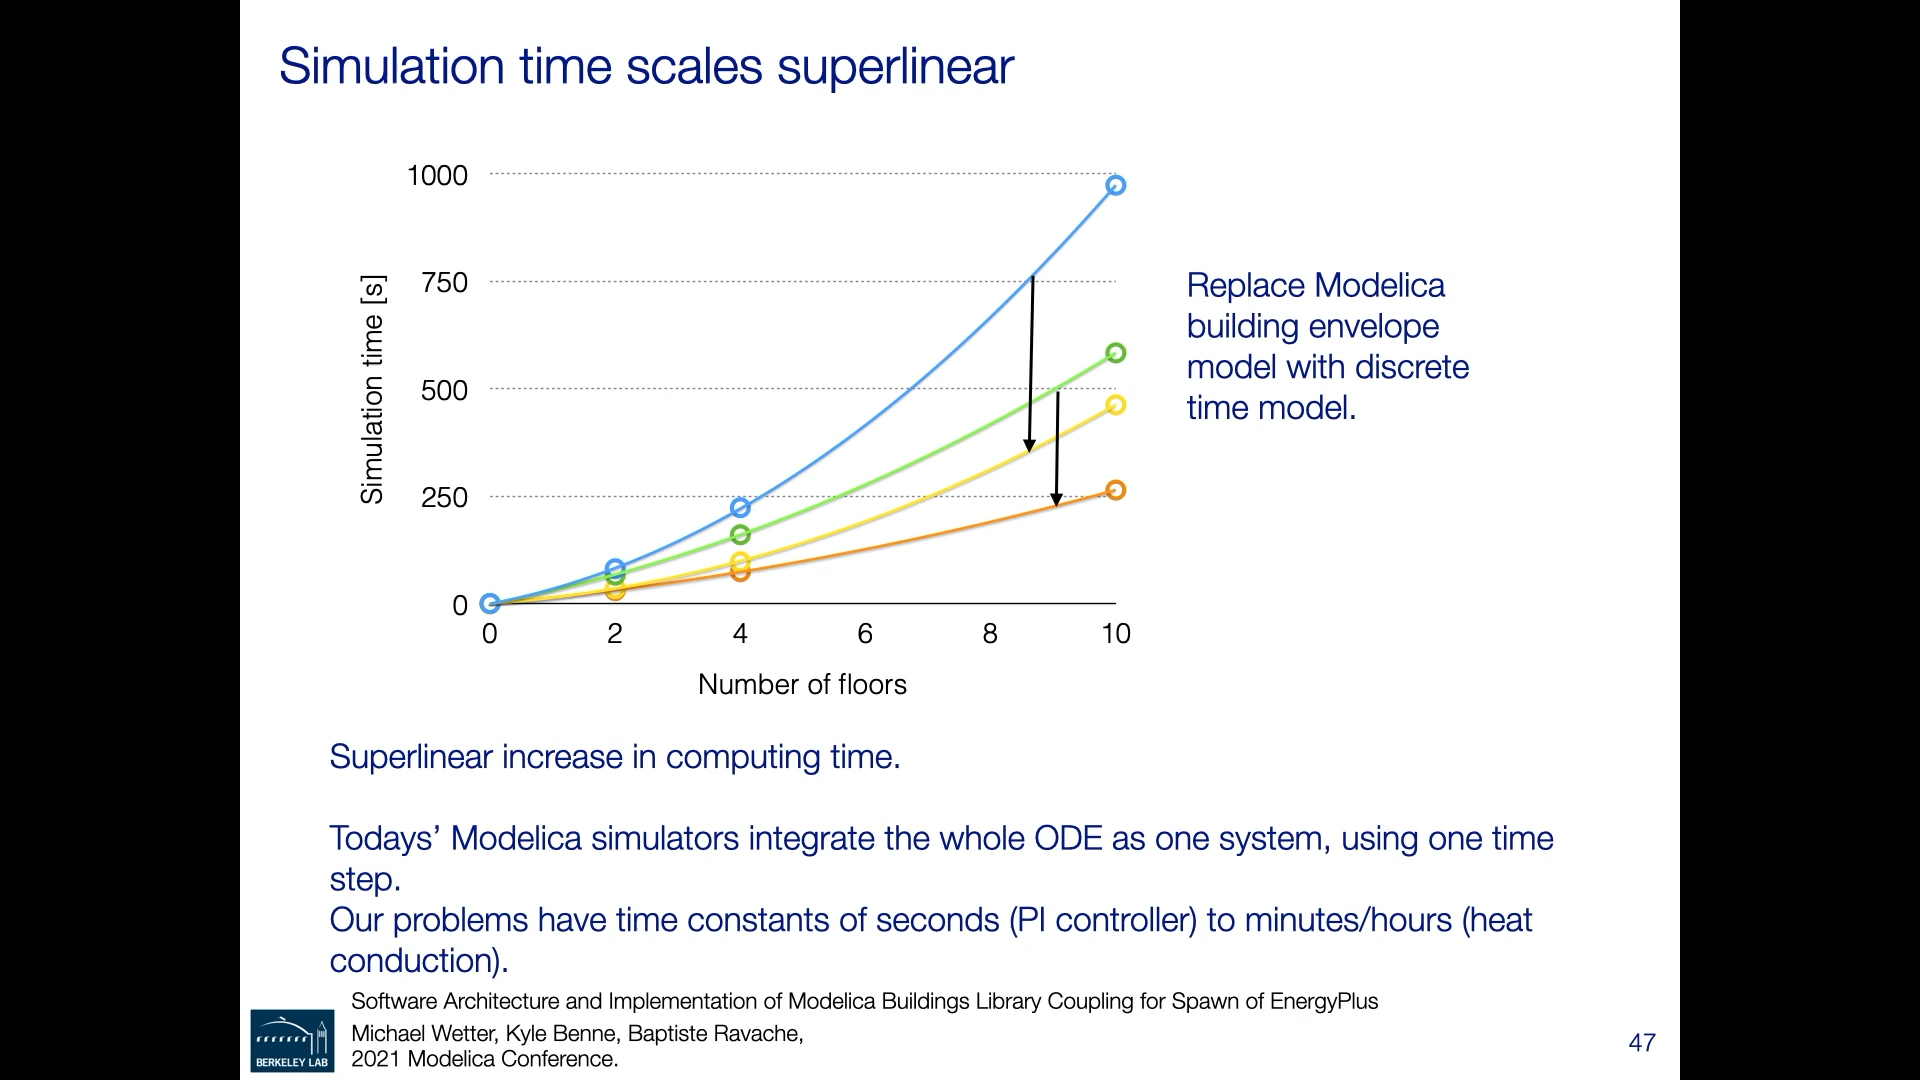 Simulation time scales superlinear
1000
750
500
250
0
Simulation time [s]
0 2 4 6 8 10
Number of floors
Replace Modelica
building envelope
model with discrete
time model.
Superlinear increase in computing time.
Todays’ Modelica simulators integrate the whole ODE as one system, using one time
step.
Our problems have time constants of seconds (PI controller) to minutes/hours (heat
conduction).
Software Architecture and Implementation of Modelica Buildings Library Coupling for Spawn of EnergyPlus
Michael Wetter, Kyle Benne, Baptiste Ravache,
2021 Modelica Conference.
BERKELEY LAB
47